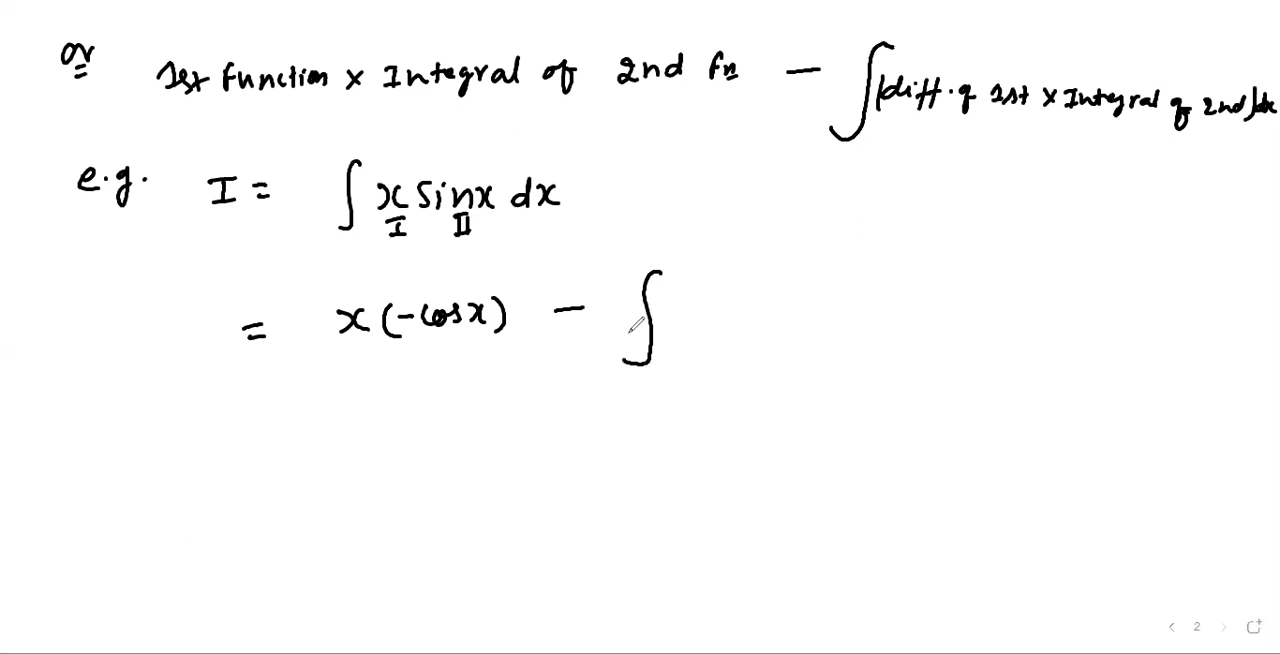 or 1st function × Integral of 2nd fn − ∫(diff. of 1st × Integral of 2nd)dx
e.g. I = ∫ x sinx dx
I II
= x(-cosx) − ∫
2